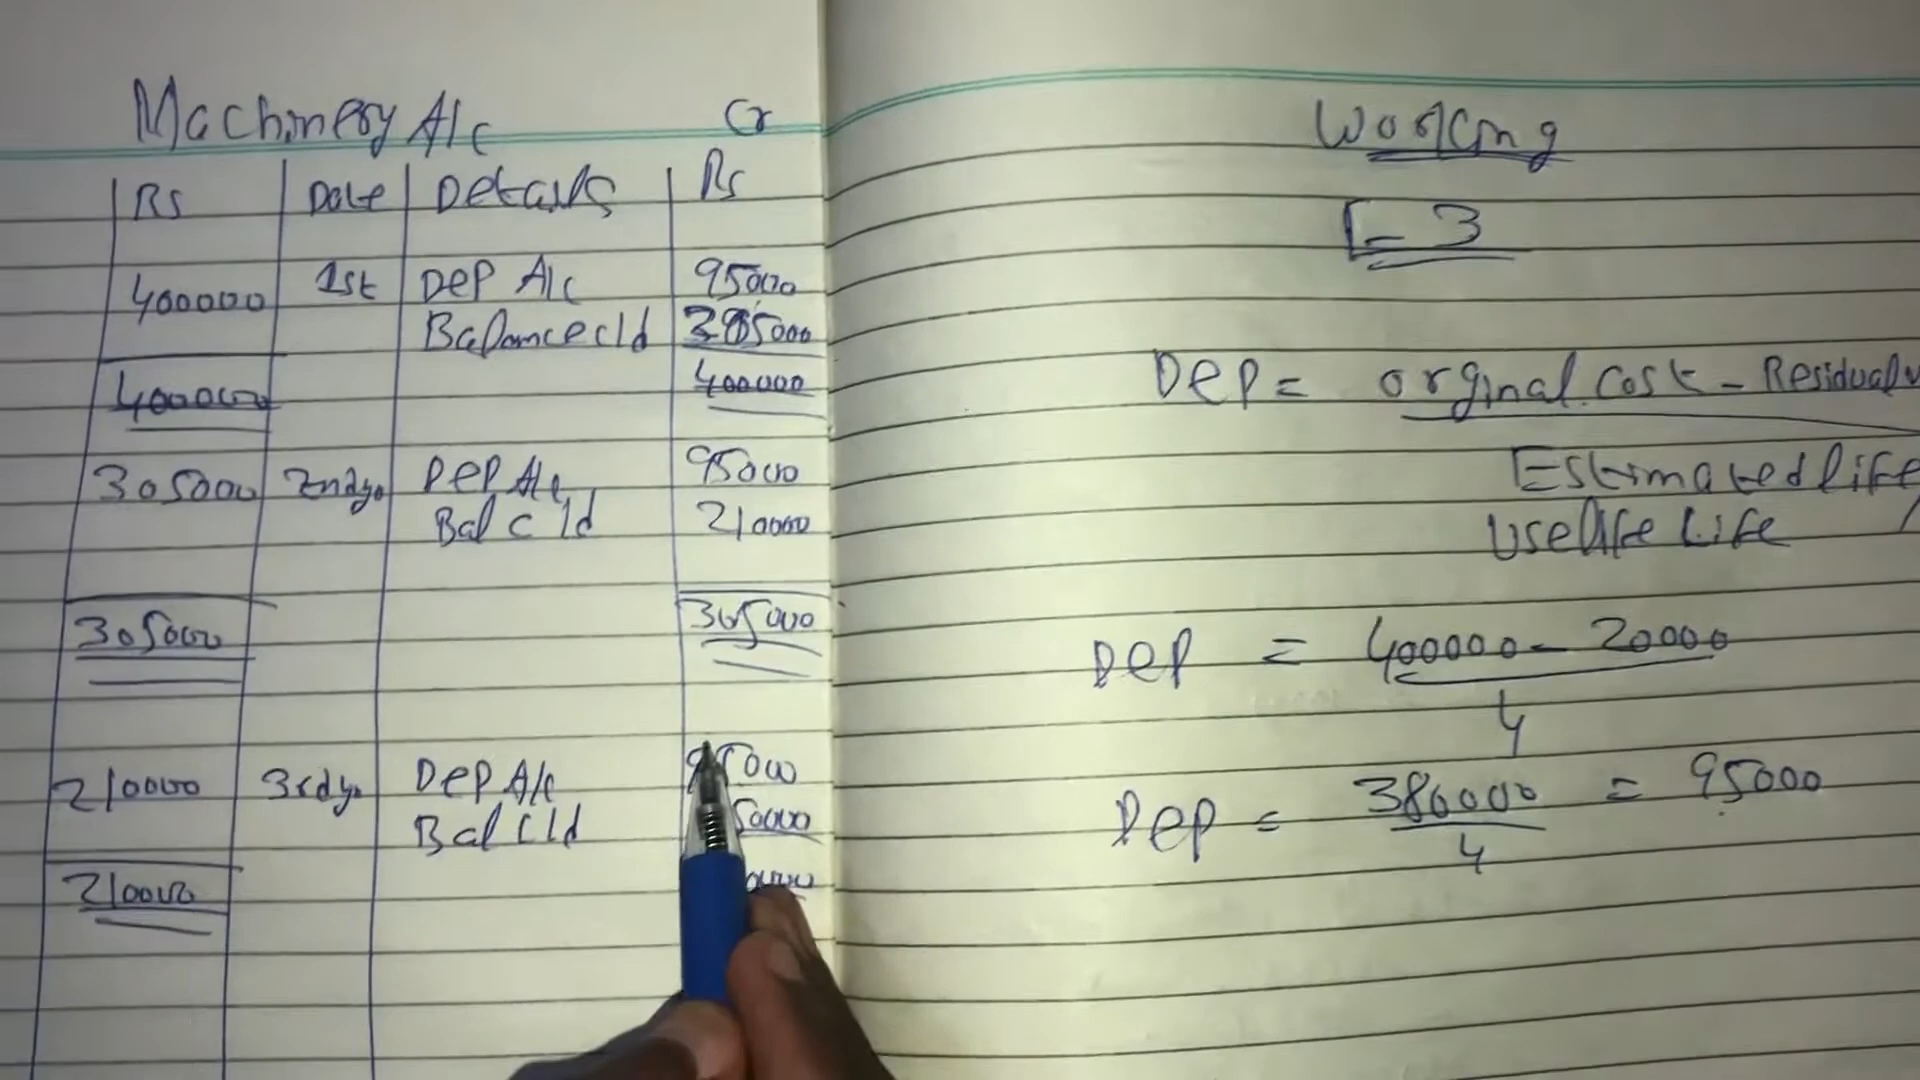 Machinery A/c Cr
Rs Date Details Rs
400000 1st Dep A/c 95000
Balance c/d 305000
400000 400000
305000 2nd yr Dep A/c 95000
Bal c/d 210000
305000 305000
210000 3rd yr Dep A/c 95000
Bal c/d
210000
Working
3
Dep = orginal cost - Residual v
Estimated life
Life
Dep = 400000 - 20000
4
Dep = 380000 = 95000
4